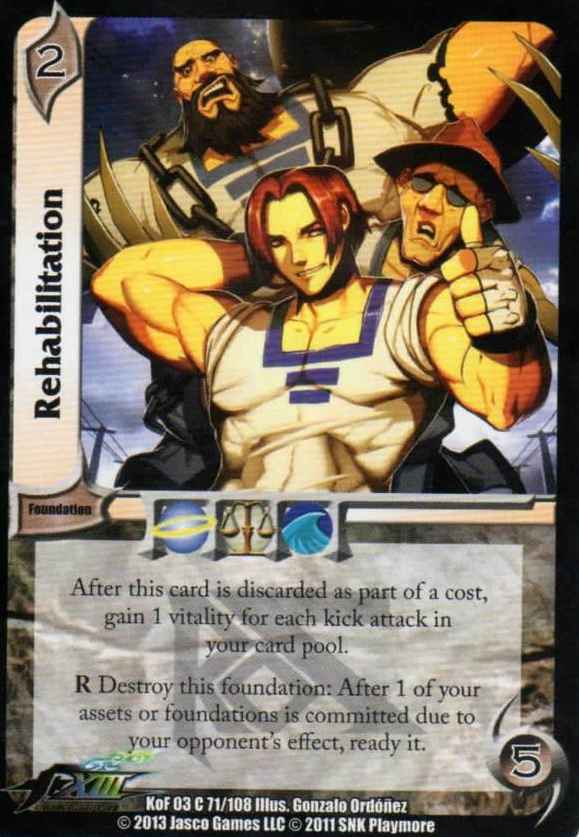 2
Rehabilitation
Foundation
After this card is discarded as part of a cost,
gain 1 vitality for each kick attack in
your card pool.
R Destroy this foundation: After 1 of your
assets or foundations is committed due to
your opponent's effect, ready it.
5
XIII
KoF 03 C 71/108 Illus. Gonzalo Ordóñez
© 2013 Jasco Games LLC © 2011 SNK Playmore